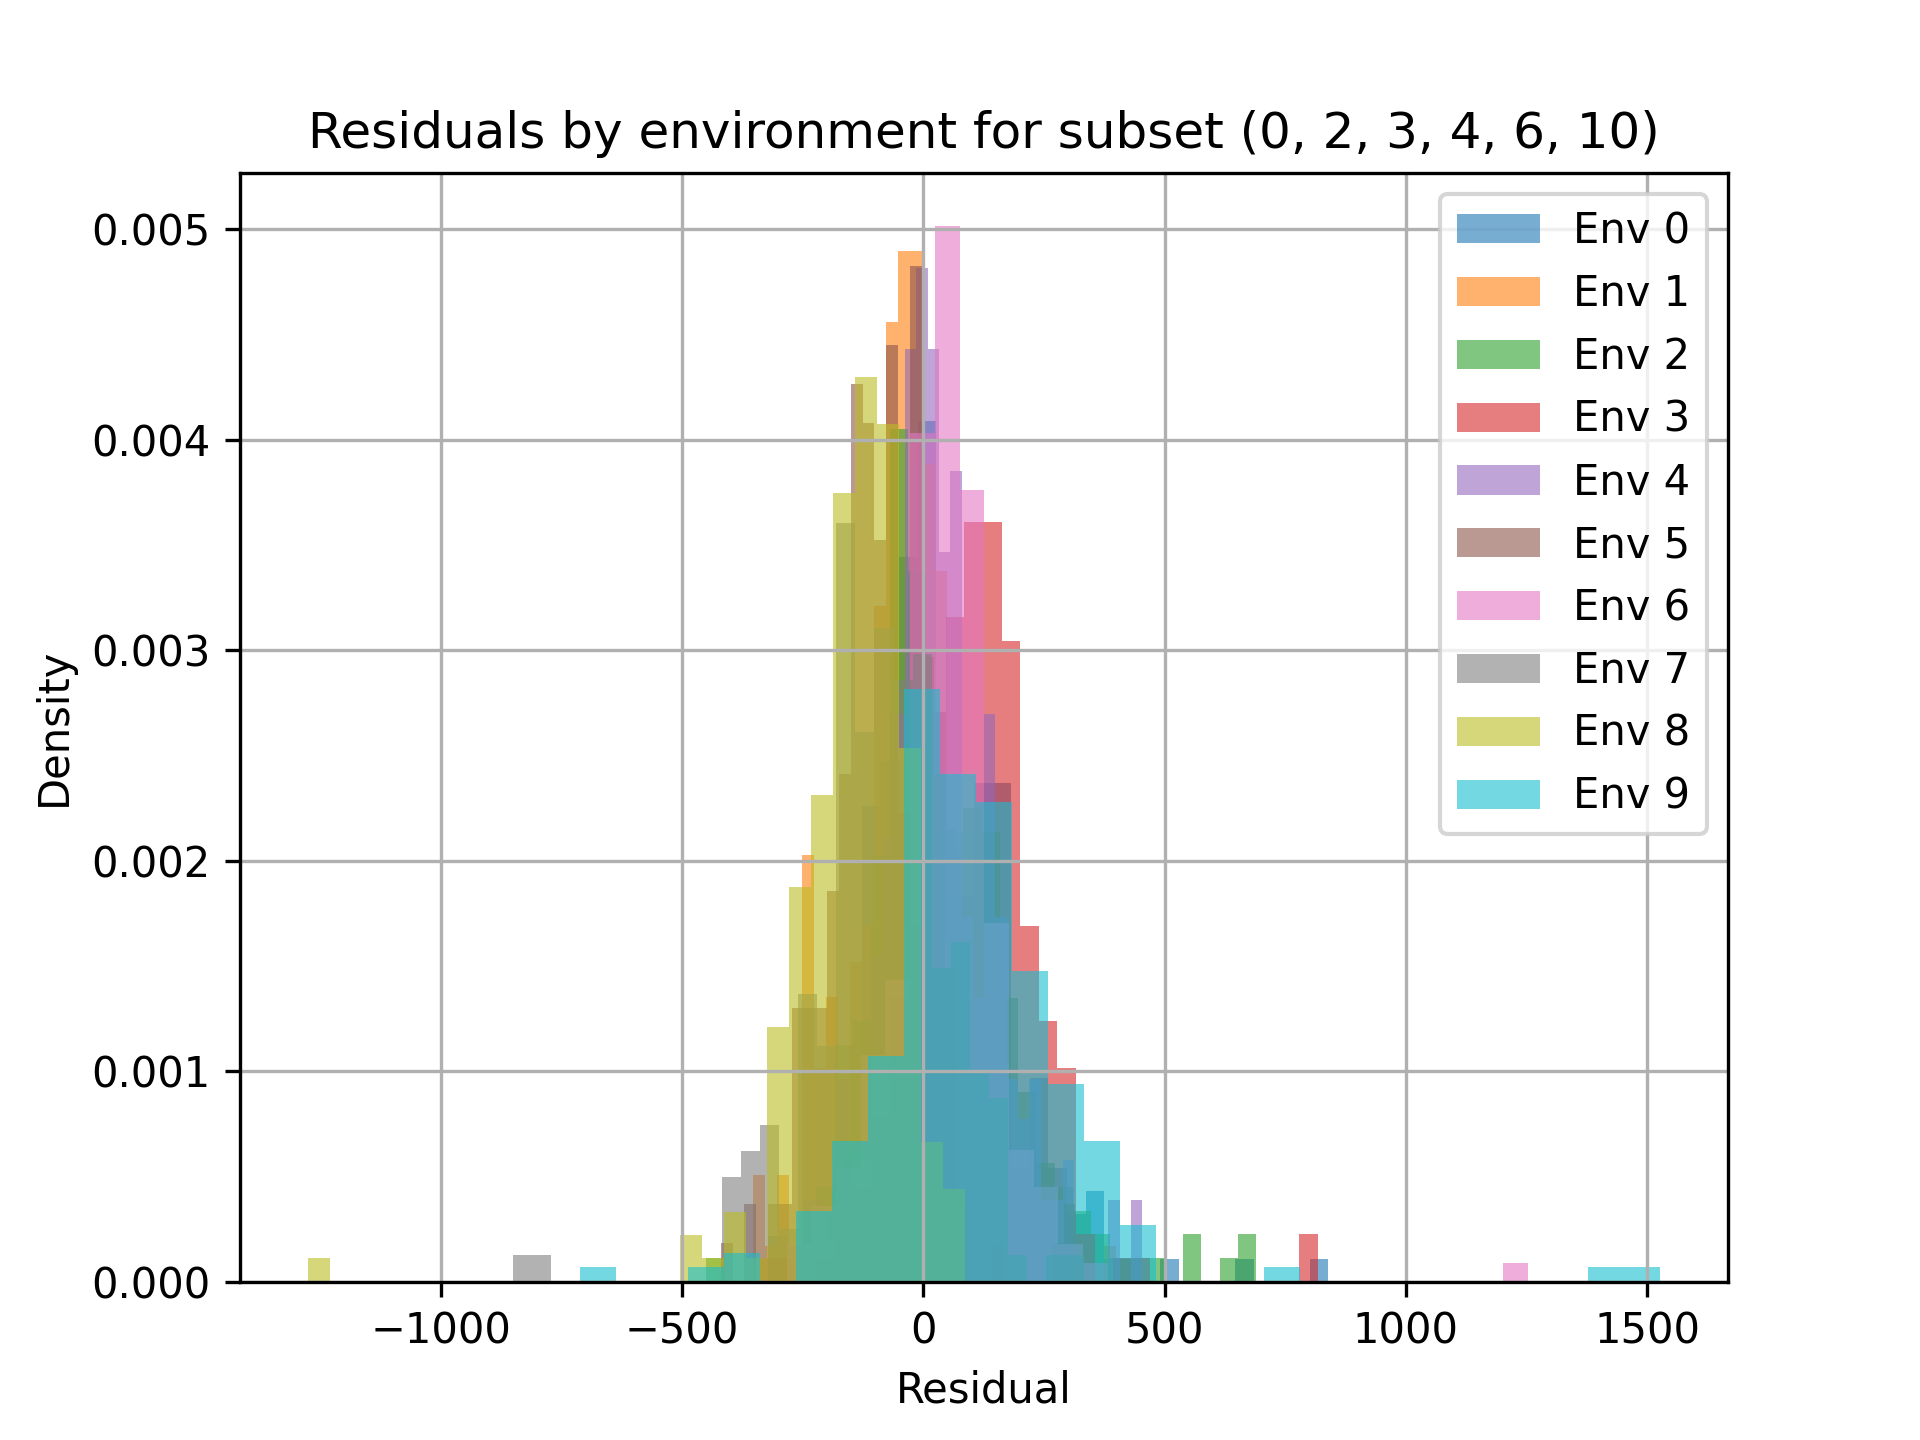 Residuals by environment for subset (0, 2, 3, 4, 6, 10)
Env 0
Env 1
Env 2
Env 3
Env 4
Env 5
Env 6
Env 7
Env 8
Env 9
0.005
0.004
0.003
0.002
0.001
0.000
Density
−1000
−500
0
500
1000
1500
Residual